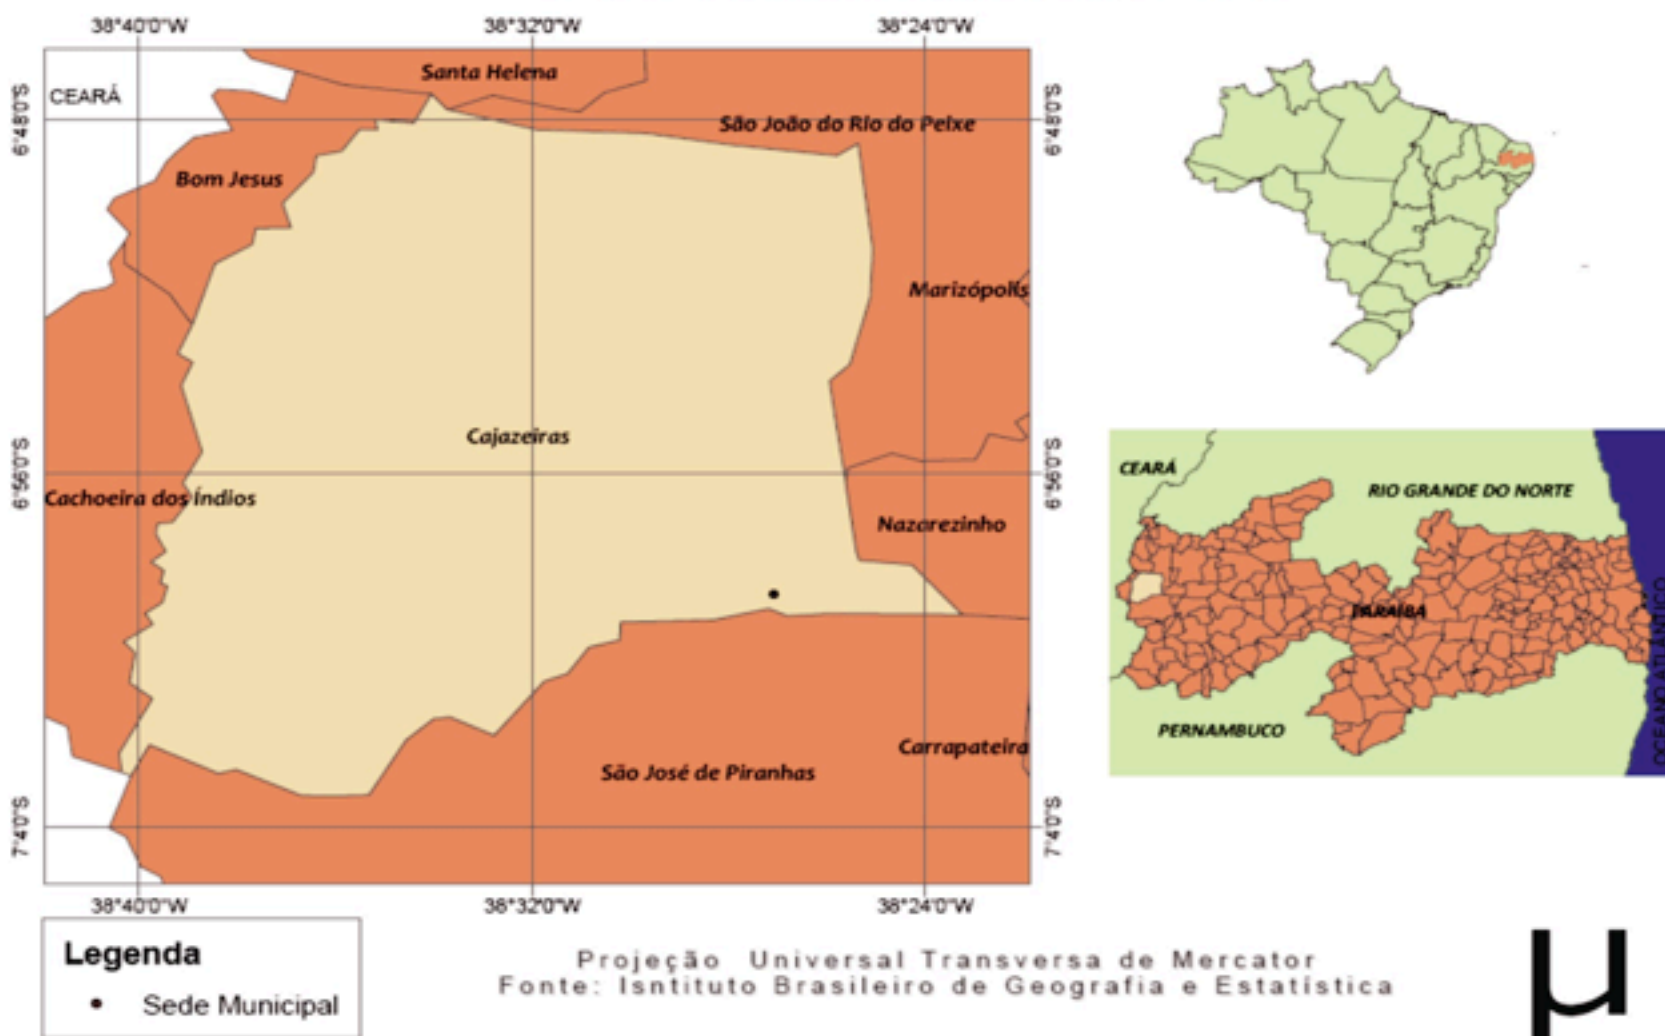 38°40'0"W 38°32'0"W 38°24'0"W
CEARÁ
Santa Helena
6°48'0"S
São João do Rio do Peixe
6°48'0"S
Bom Jesus
Marizópolis
Cajazeiras
6°56'0"S
6°56'0"S
Cachoeira dos Índios
Nazarezinho
Carrapateira
São José de Piranhas
7°4'0"S
7°4'0"S
38°40'0"W 38°32'0"W 38°24'0"W
CEARÁ
RIO GRANDE DO NORTE
PARAÍBA
PERNAMBUCO
OCEANO ATLÂNTICO
Legenda
Sede Municipal
Projeção Universal Transversa de Mercator
Fonte: Isntituto Brasileiro de Geografia e Estatística
µ